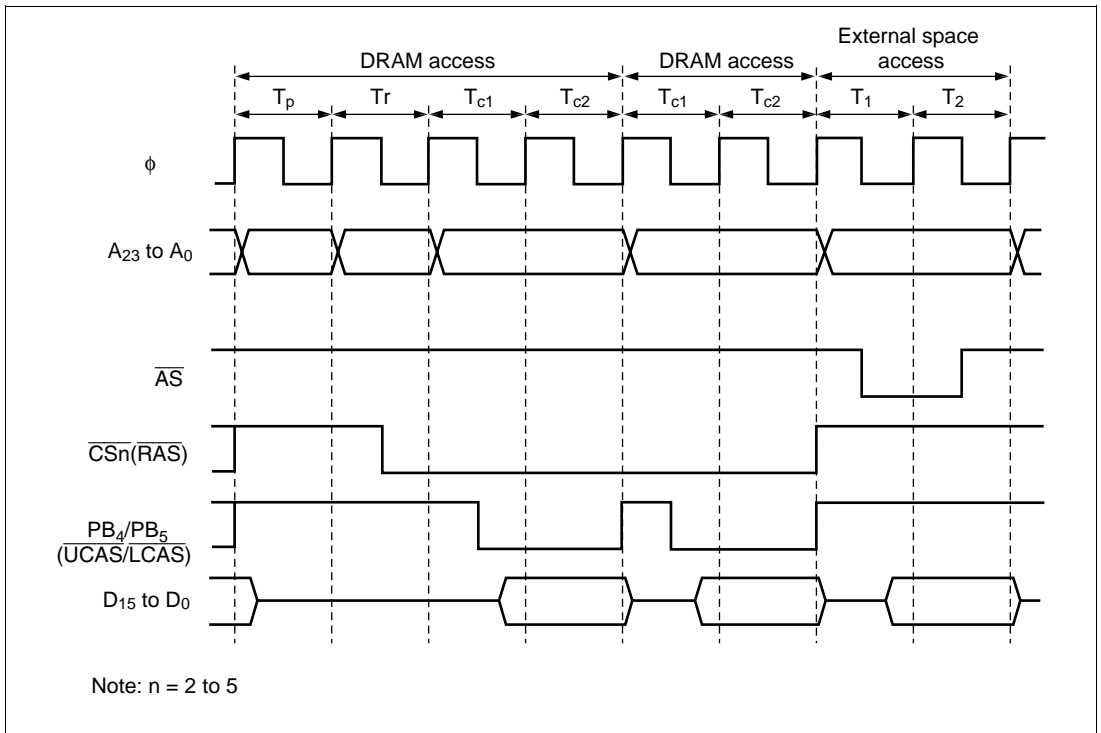 External space
access
DRAM access DRAM access
Tp Tr Tc1 Tc2 Tc1 Tc2 T1 T2
ϕ
A23 to A0
AS
CSn(RAS)
PB4/PB5
(UCAS/LCAS)
D15 to D0
Note: n = 2 to 5